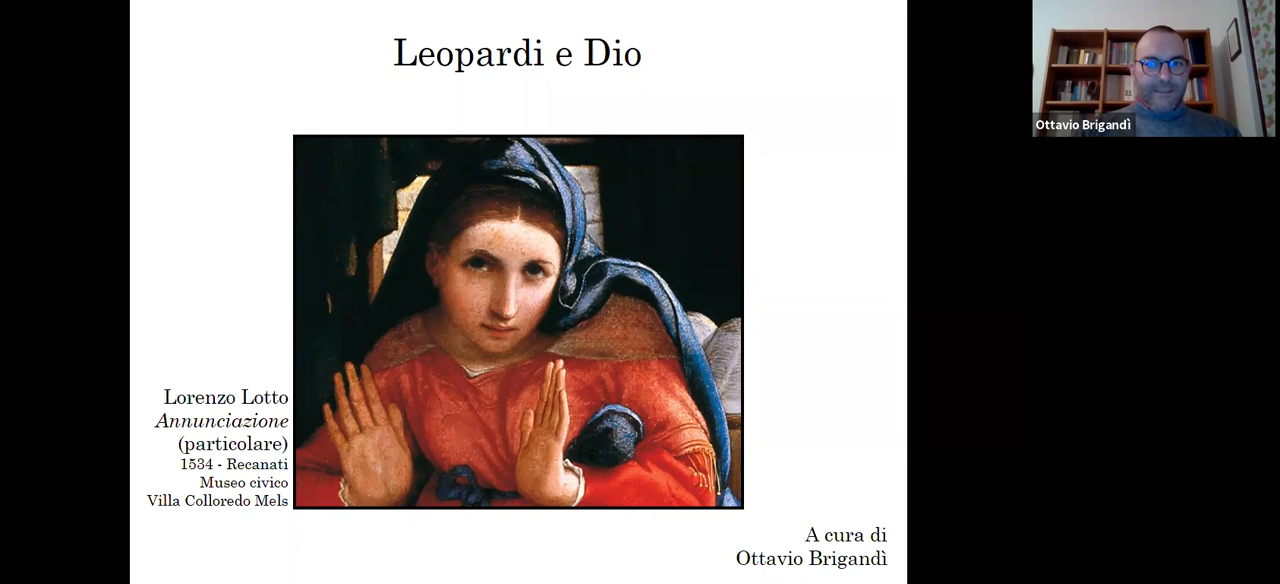 Leopardi e Dio
Ottavio Brigandì
Lorenzo Lotto
Annunciazione
(particolare)
1534 - Recanati
Museo civico
Villa Colloredo Mels
A cura di
Ottavio Brigandì